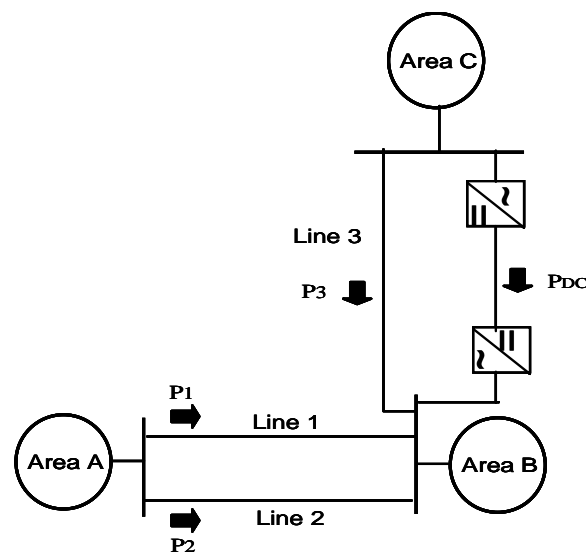 Area C
Line 3
P3
PDC
P1
Line 1
Area A
Area B
Line 2
P2